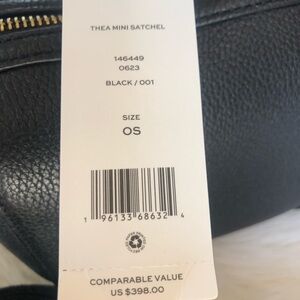 THEA MINI SATCHEL
146449
0623
BLACK / 001
SIZE
OS
1 96133 68632 4
COMPARABLE VALUE
US $398.00